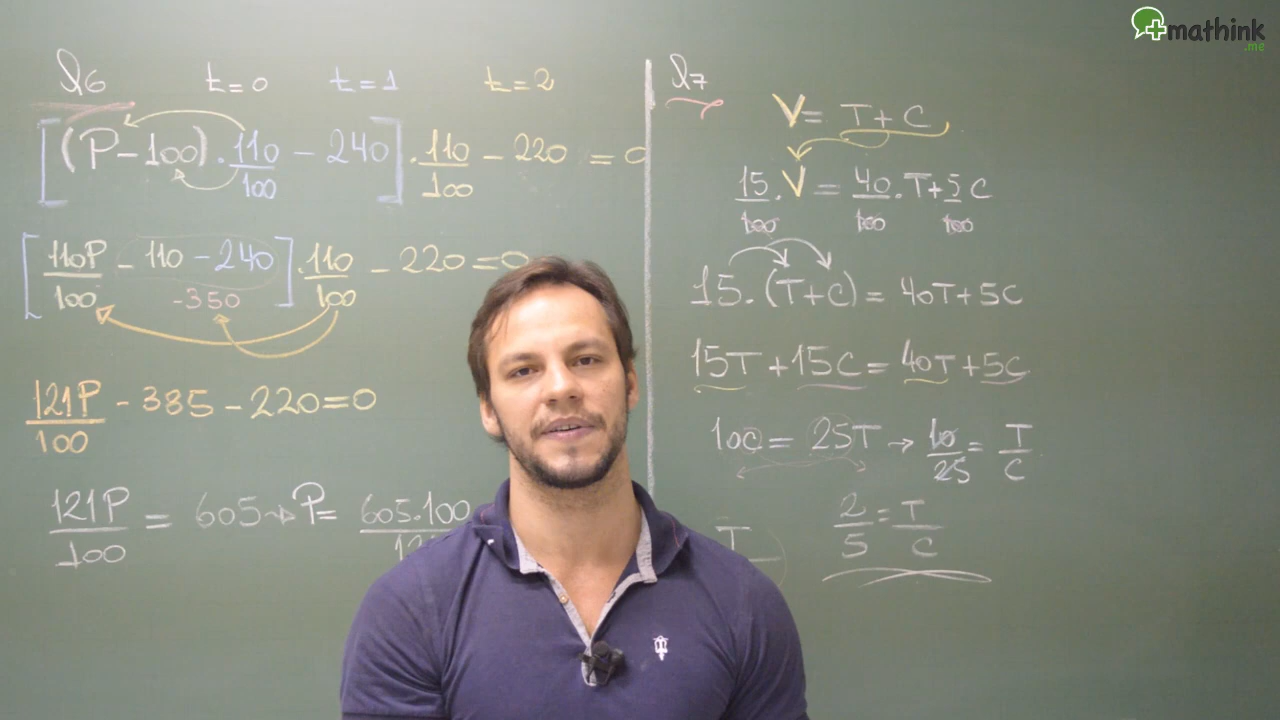 +mathink
.me
Q6 t=0 t=1 t=2
[(P-100)·110/100 - 240]·110/100 - 220 = 0
[110P/100 - 110 - 240]·110/100 - 220 = 0
-350
121P/100 - 385 - 220 = 0
121P/100 = 605 → P = 605·100/
Q7
V = T + C
15/100·V = 40/100·T + 5/100 C
15·(T+C) = 40T + 5C
15T + 15C = 40T + 5C
10C = 25T → 10/25 = T/C
2/5 = T/C
T